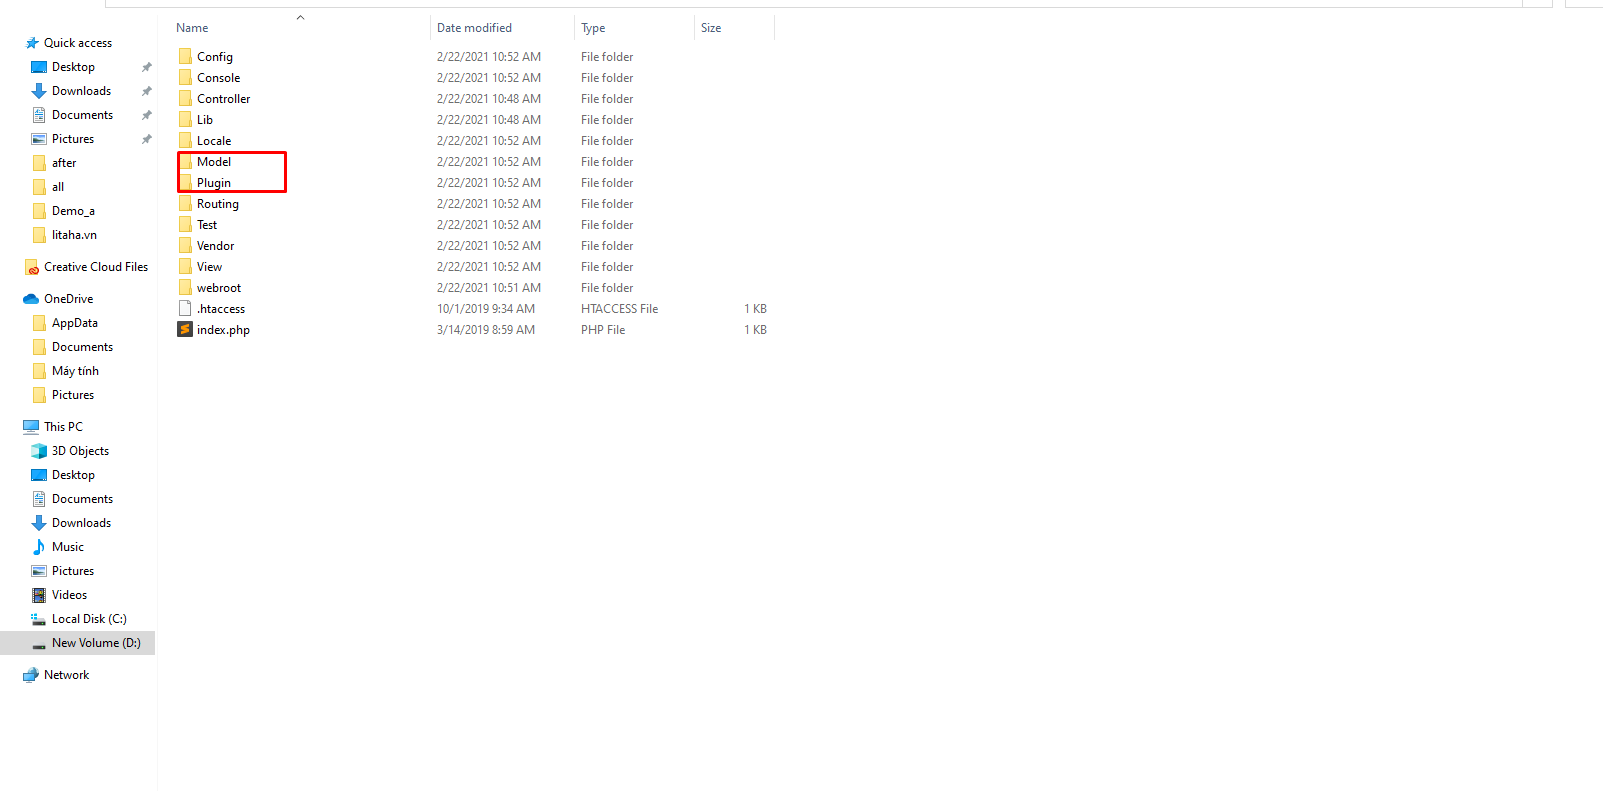 Name Date modified Type Size
Quick access
Desktop
Downloads
Documents
Pictures
after
all
Demo_a
litaha.vn
Creative Cloud Files
OneDrive
AppData
Documents
Máy tính
Pictures
This PC
3D Objects
Desktop
Documents
Downloads
Music
Pictures
Videos
Local Disk (C:)
New Volume (D:)
Network
Config 2/22/2021 10:52 AM File folder
Console 2/22/2021 10:52 AM File folder
Controller 2/22/2021 10:48 AM File folder
Lib 2/22/2021 10:48 AM File folder
Locale 2/22/2021 10:52 AM File folder
Model 2/22/2021 10:52 AM File folder
Plugin 2/22/2021 10:52 AM File folder
Routing 2/22/2021 10:52 AM File folder
Test 2/22/2021 10:52 AM File folder
Vendor 2/22/2021 10:52 AM File folder
View 2/22/2021 10:52 AM File folder
webroot 2/22/2021 10:51 AM File folder
.htaccess 10/1/2019 9:34 AM HTACCESS File 1 KB
index.php 3/14/2019 8:59 AM PHP File 1 KB